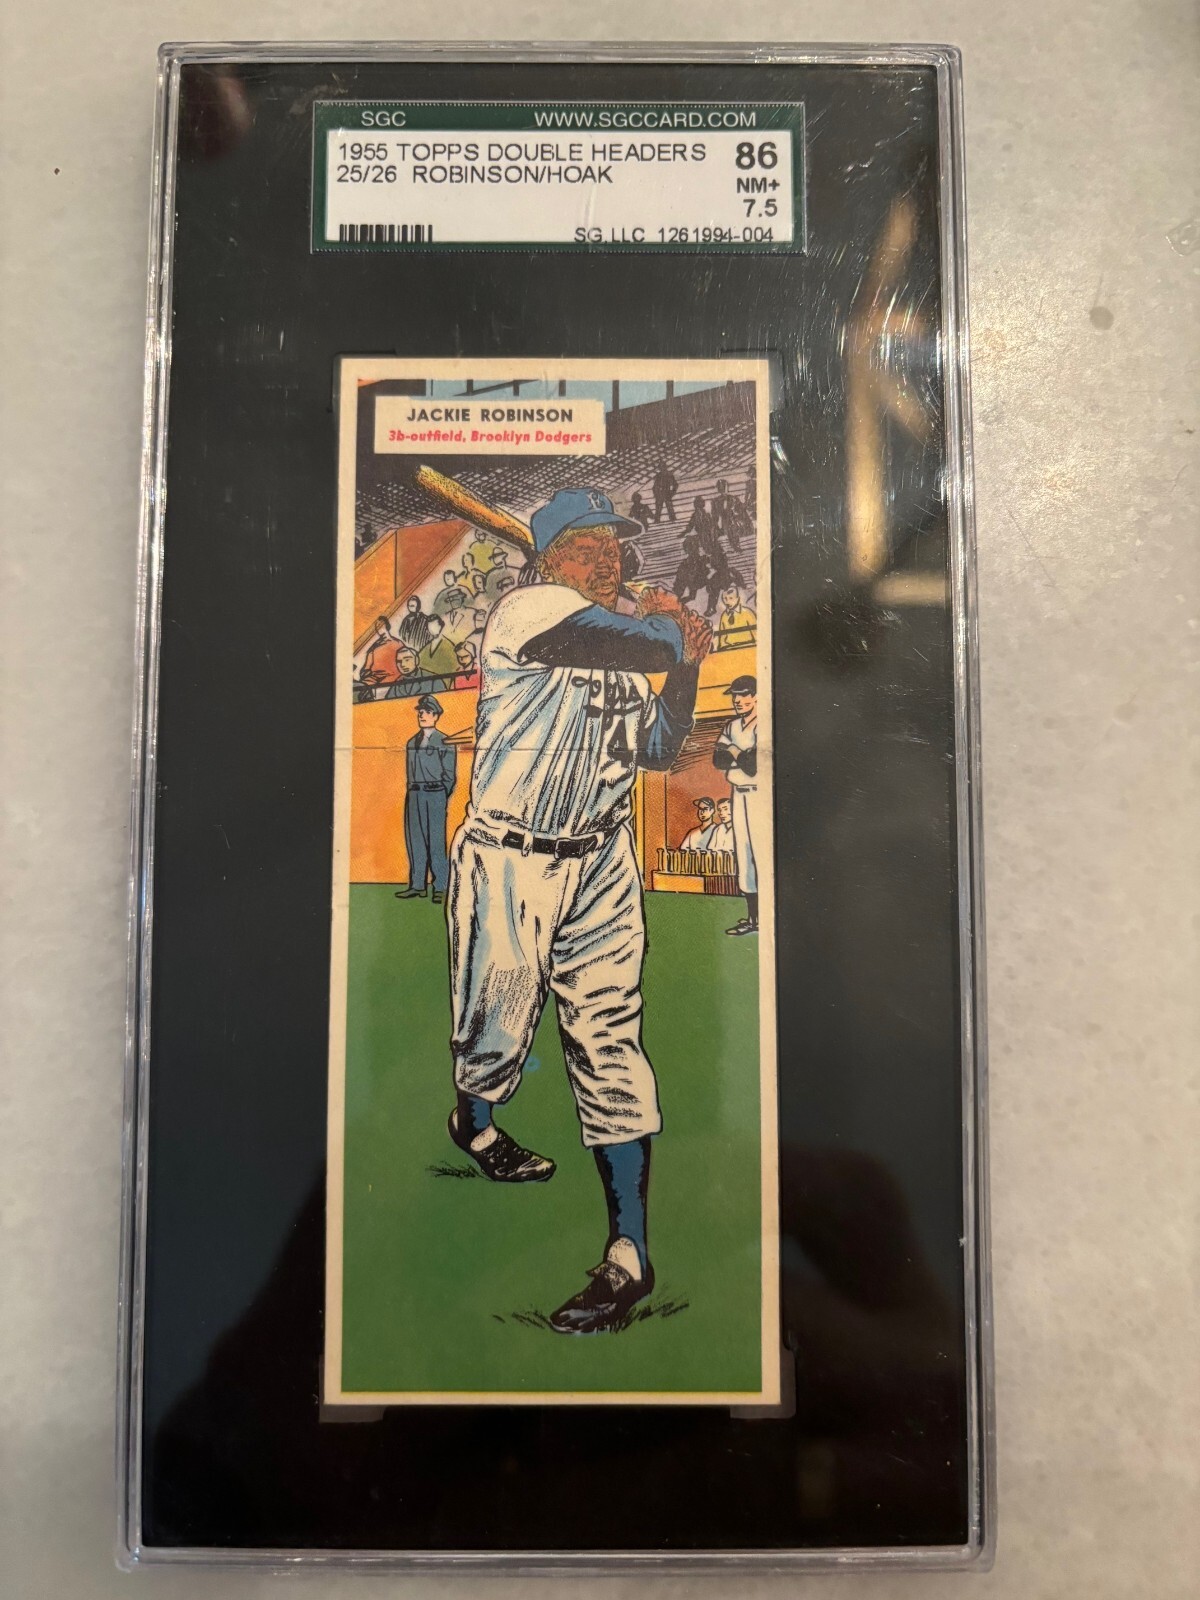 SGC WWW.SGCCARD.COM
1955 TOPPS DOUBLE HEADERS 86
25/26 ROBINSON/HOAK NM+
7.5
SG, LLC 1261994-004
JACKIE ROBINSON
3b-outfield, Brooklyn Dodgers
B